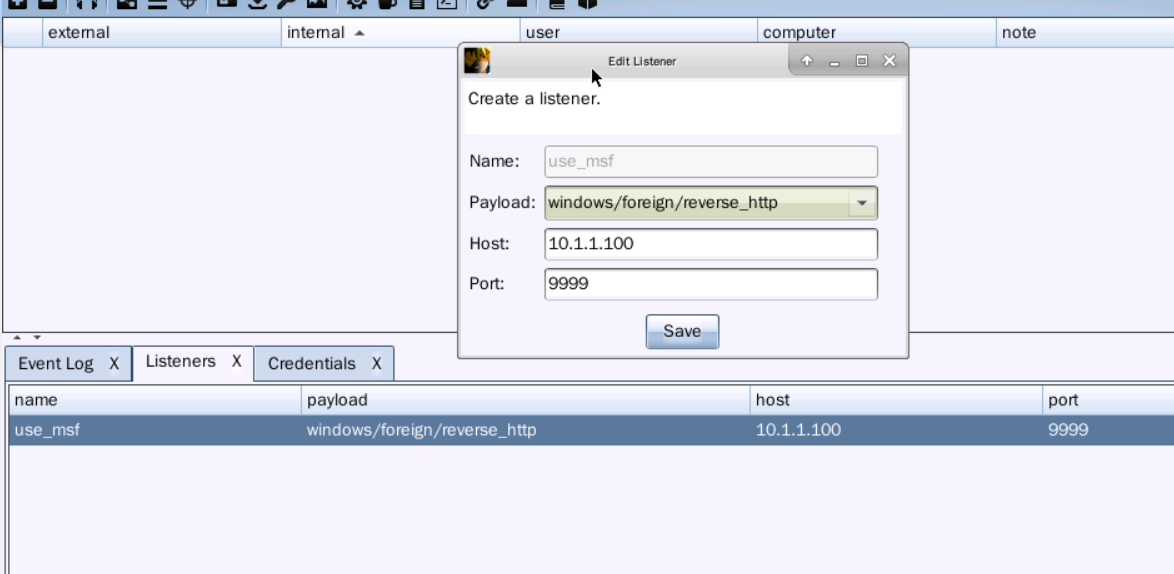 external internal user computer note
Edit Listener
Create a listener.
Name: use_msf
Payload: windows/foreign/reverse_http
Host: 10.1.1.100
Port: 9999
Save
Event Log X Listeners X Credentials X
name payload host port
use_msf windows/foreign/reverse_http 10.1.1.100 9999